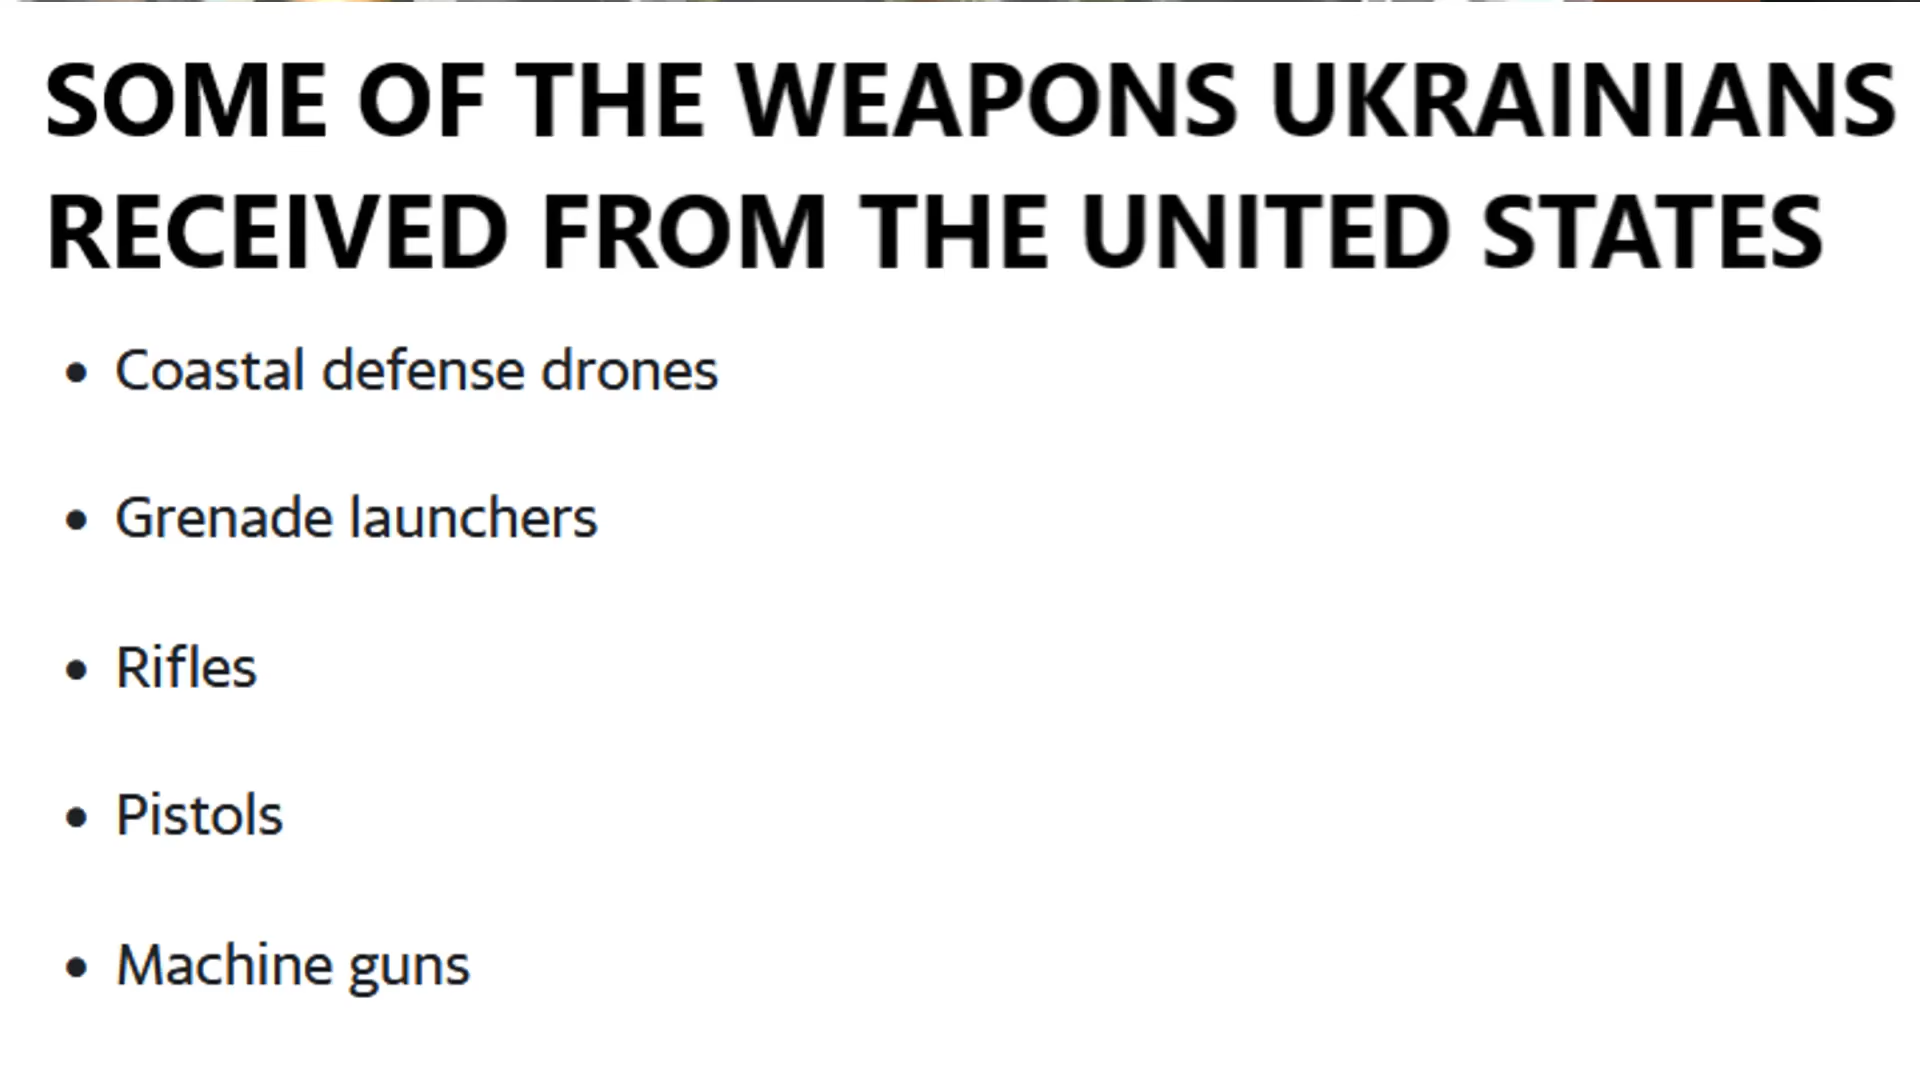 SOME OF THE WEAPONS UKRAINIANS
RECEIVED FROM THE UNITED STATES
• Coastal defense drones
• Grenade launchers
• Rifles
• Pistols
• Machine guns